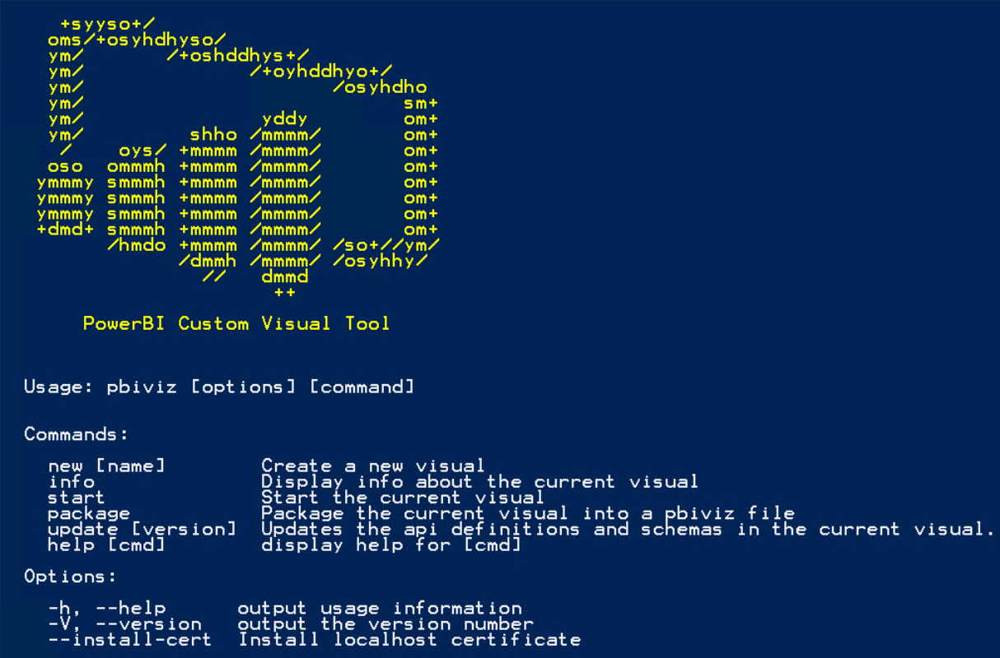 +syyso+/
oms/+osyhdhyso/
ym/ /+oshddhys+/
ym/ /+oyhddhyo+/
ym/ /osyhdho
ym/ sm+
ym/ yddy om+
ym/ shho /mmmm/ om+
/ oys/ +mmmm /mmmm/ om+
oso ommmh +mmmm /mmmm/ om+
ymmmy smmmh +mmmm /mmmm/ om+
ymmmy smmmh +mmmm /mmmm/ om+
ymmmy smmmh +mmmm /mmmm/ om+
+dmd+ smmmh +mmmm /mmmm/ om+
/hmdo +mmmm /mmmm/ /so+//ym/
/dmmh /mmmm/ /osyhhy/
// dmmd
++
PowerBI Custom Visual Tool
Usage: pbiviz [options] [command]
Commands:
new [name] Create a new visual
info Display info about the current visual
start Start the current visual
package Package the current visual into a pbiviz file
update [version] Updates the api definitions and schemas in the current visual.
help [cmd] display help for [cmd]
Options:
-h, --help output usage information
-V, --version output the version number
--install-cert Install localhost certificate